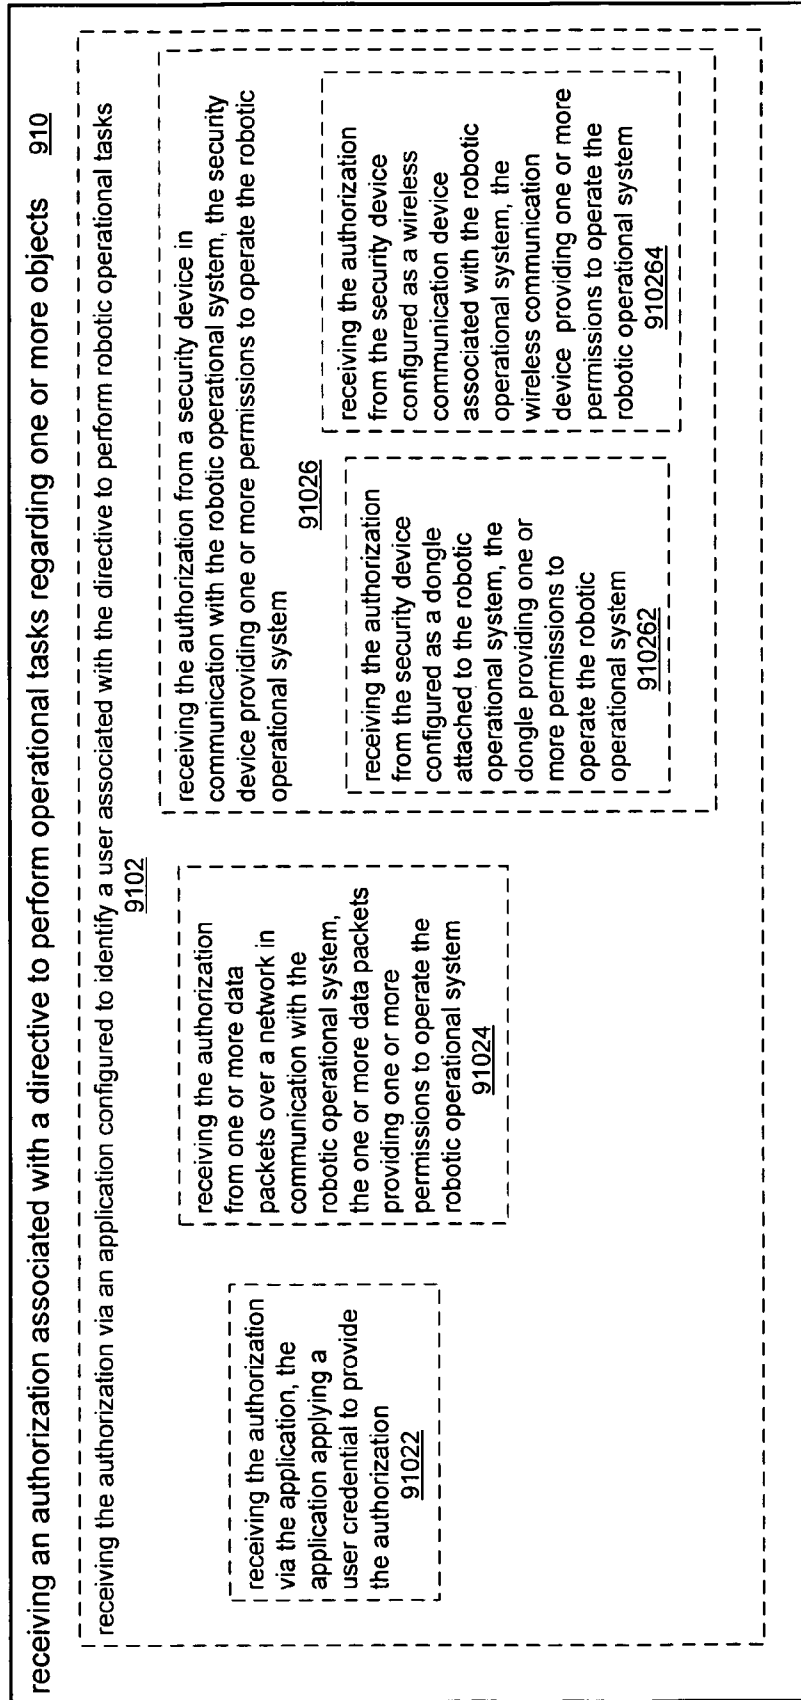 receiving an authorization associated with a directive to perform operational tasks regarding one or more objects 910
receiving the authorization via an application configured to identify a user associated with the directive to perform robotic operational tasks
9102
receiving the authorization
via the application, the
application applying a
user credential to provide
the authorization
91022
receiving the authorization
from one or more data
packets over a network in
communication with the
robotic operational system,
the one or more data packets
providing one or more
permissions to operate the
robotic operational system
91024
receiving the authorization from a security device in
communication with the robotic operational system, the security
device providing one or more permissions to operate the robotic
operational system
91026
receiving the authorization
from the security device
configured as a dongle
attached to the robotic
operational system, the
dongle providing one or
more permissions to
operate the robotic
operational system
910262
receiving the authorization
from the security device
configured as a wireless
communication device
associated with the robotic
operational system, the
wireless communication
device providing one or more
permissions to operate the
robotic operational system
910264